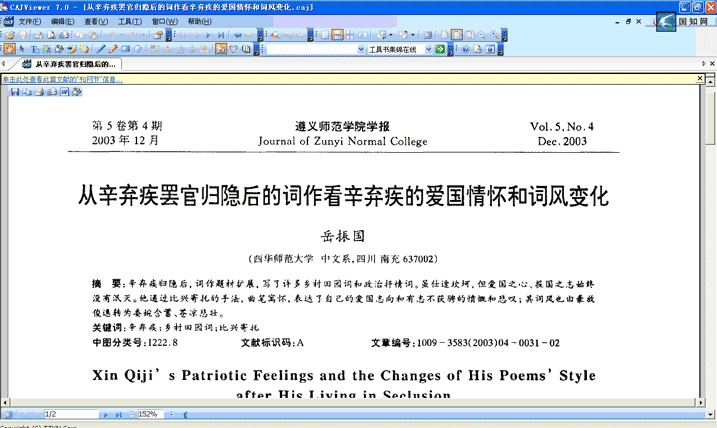 CAJViewer 7.0 - [从辛弃疾罢官归隐后的词作看辛弃疾的爱国情怀和词风变化.caj]
文件(F) 编辑(E) 查看(V) 工具(T) 窗口(W) 帮助(H)
国知网
工具书集锦在线
从辛弃疾罢官归隐后的...
单击此处查看此篇文献的"知网节"信息...
第5卷第4期 遵义师范学院学报 Vol. 5, No. 4
2003年12月 Journal of Zunyi Normal College Dec. 2003
从辛弃疾罢官归隐后的词作看辛弃疾的爱国情怀和词风变化
岳振国
(西华师范大学 中文系,四川 南充 637002)
摘 要:辛弃疾归隐后,词作题材扩展,写了许多乡村田园词和政治抒情词。虽仕途坎坷,但爱国之心、报国之志始终
没有泯灭。他通过比兴寄托的手法,曲笔寓怀,表达了自己的爱国志向和有志不获骋的愤慨和悲叹;其词风也由豪放
俊逸转为委婉含蓄、苍凉悲壮。
关键词:辛弃疾;乡村田园词;比兴寄托
中图分类号:I222.8 文献标识码:A 文章编号:1009-3583(2003)04-0031-02
Xin Qiji's Patriotic Feelings and the Changes of His Poems' Style
after His Living in Seclusion
1/2 152%